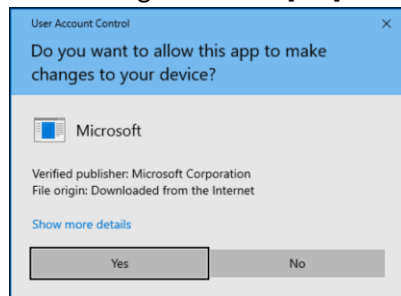 User Account Control
Do you want to allow this app to make
changes to your device?
Microsoft
Verified publisher: Microsoft Corporation
File origin: Downloaded from the Internet
Show more details
Yes
No